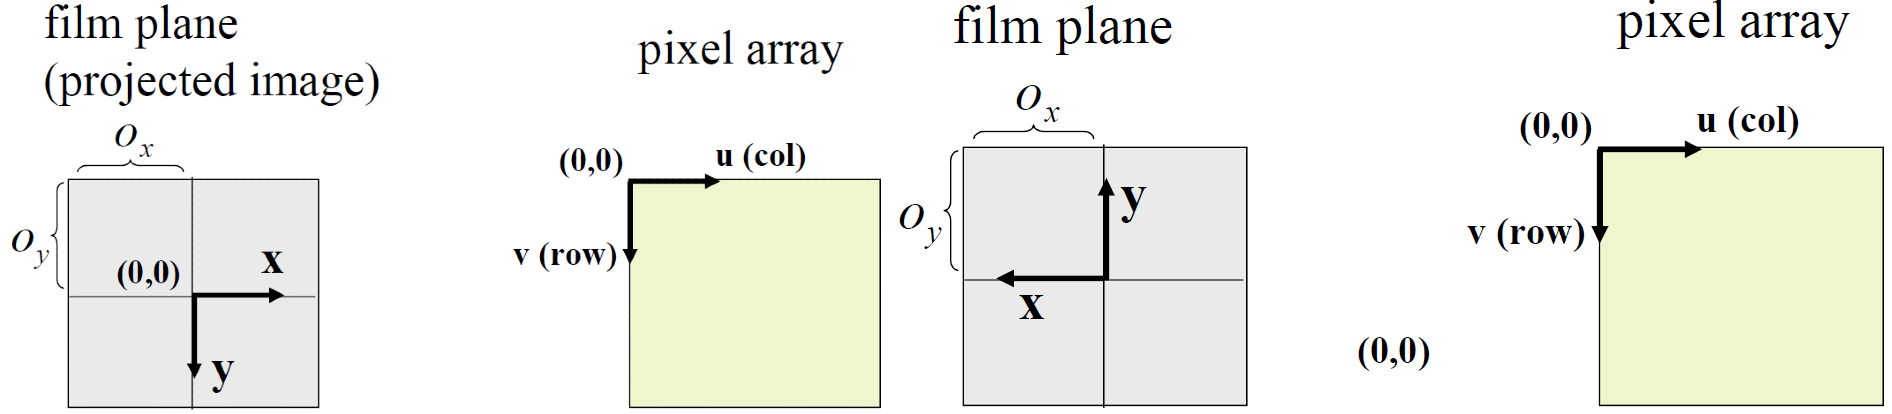 film plane
(projected image)
pixel array
film plane
pixel array
o_x
o_y
(0,0)
x
y
(0,0)
u (col)
v (row)
o_x
o_y
y
x
(0,0)
(0,0)
u (col)
v (row)